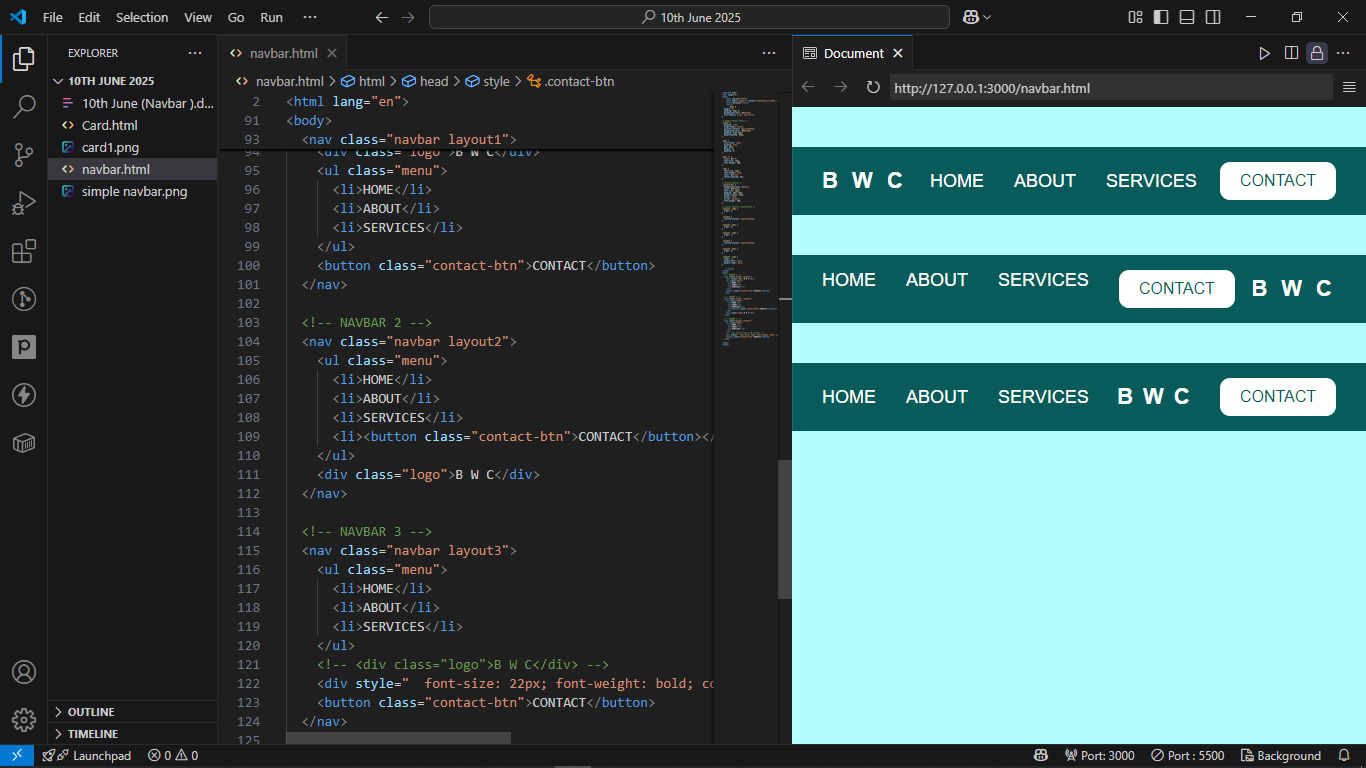 File Edit Selection View Go Run ··· 10th June 2025
EXPLORER ···
10TH JUNE 2025
10th June (Navbar ).d...
Card.html
card1.png
navbar.html
simple navbar.png
OUTLINE
TIMELINE
navbar.html ···
navbar.html > html > head > style > .contact-btn
2 <html lang="en">
91 <body>
93 <nav class="navbar layout1">
94 <div class="logo">B W C</div>
95 <ul class="menu">
96 <li>HOME</li>
97 <li>ABOUT</li>
98 <li>SERVICES</li>
99 </ul>
100 <button class="contact-btn">CONTACT</button>
101 </nav>
102
103 <!-- NAVBAR 2 -->
104 <nav class="navbar layout2">
105 <ul class="menu">
106 <li>HOME</li>
107 <li>ABOUT</li>
108 <li>SERVICES</li>
109 <li><button class="contact-btn">CONTACT</button></
110 </ul>
111 <div class="logo">B W C</div>
112 </nav>
113
114 <!-- NAVBAR 3 -->
115 <nav class="navbar layout3">
116 <ul class="menu">
117 <li>HOME</li>
118 <li>ABOUT</li>
119 <li>SERVICES</li>
120 </ul>
121 <!-- <div class="logo">B W C</div> -->
122 <div style="  font-size: 22px; font-weight: bold; co
123 <button class="contact-btn">CONTACT</button>
124 </nav>
125
Document ···
http://127.0.0.1:3000/navbar.html
B W C HOME ABOUT SERVICES CONTACT
HOME ABOUT SERVICES CONTACT B W C
HOME ABOUT SERVICES B W C CONTACT
Launchpad 0 0 Port: 3000 Port : 5500 Background